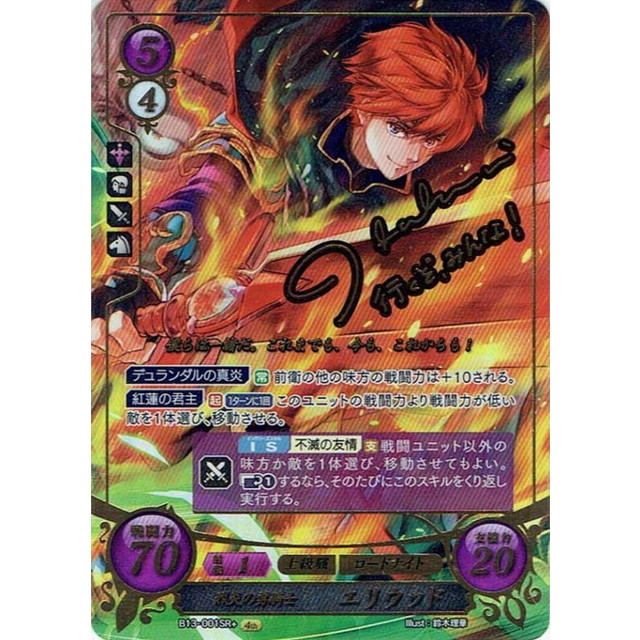 5
4
行くぞ、みんな!
僕らは一緒だ。これまでも、今も、これからも!
デュランダルの真炎 常 前衛の他の味方の戦闘力は+10される。
紅蓮の君主 起 1ターンに1回 このユニットの戦闘力より戦闘力が低い
敵を1体選び、移動させる。
IS 不滅の友情 支 戦闘ユニット以外の
味方か敵を1体選び、移動させてもよい。
1するなら、そのたびにこのスキルをくり返し
実行する。
戦闘力
70
射程 1
上級職
ロードナイト
支援力
20
エリウッド
B13-001SR+ 4th
Illust:鈴木理華